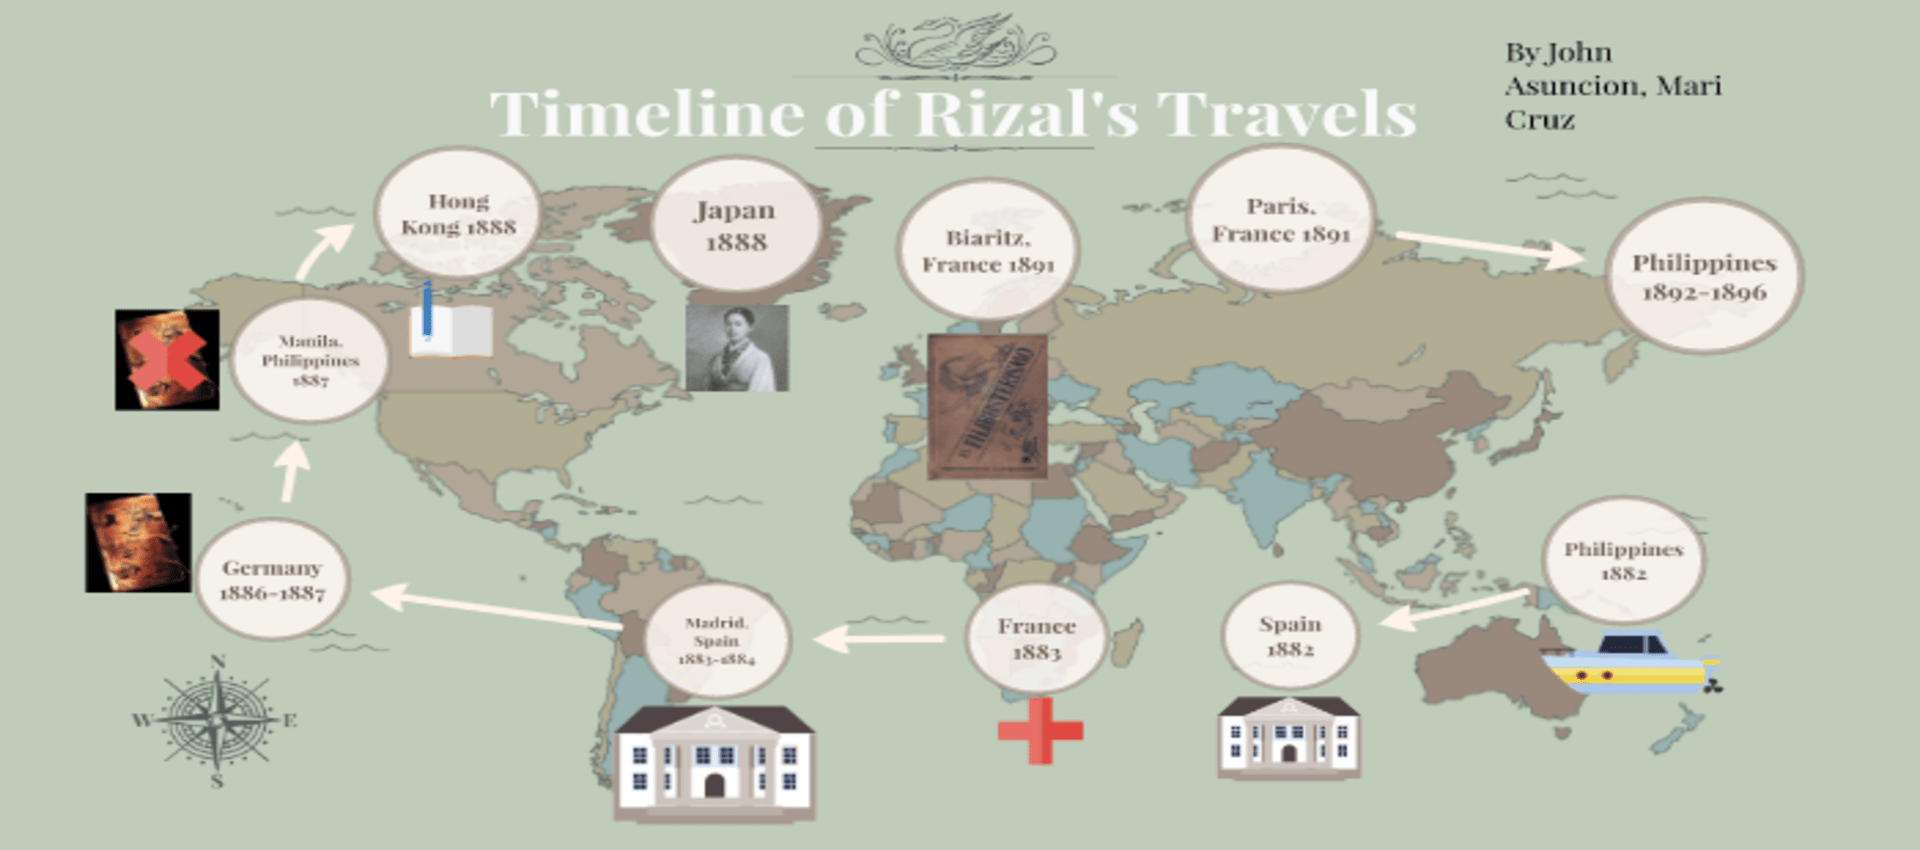 Timeline of Rizal's Travels
By John
Asuncion, Mari
Cruz
Hong
Kong 1888
Japan
1888
Biaritz,
France 1891
Paris,
France 1891
Philippines
1892-1896
Manila,
Philippines
1887
FILIBUSTERISMO
Germany
1886-1887
Madrid,
Spain
1883-1884
France
1883
Spain
1882
Philippines
1882
N
W
E
S